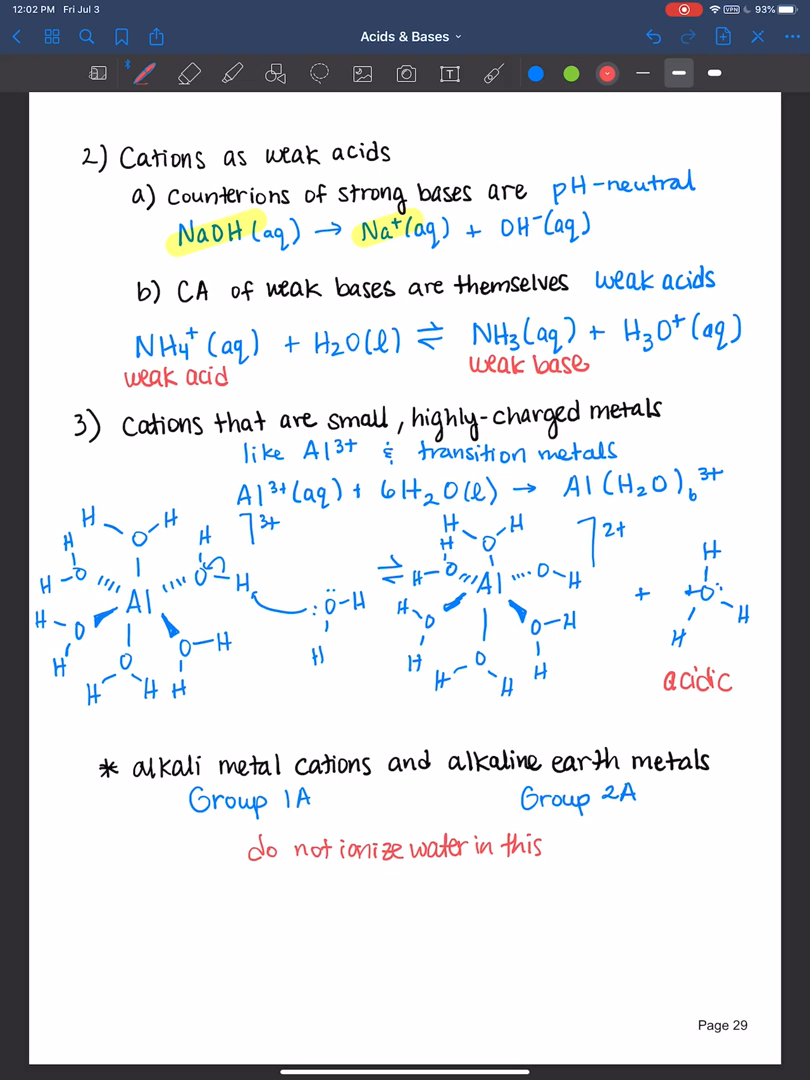 12:02 PM Fri Jul 3
VPN 93%
Acids & Bases
T
2) Cations as weak acids
a) counterions of strong bases are pH-neutral
NaOH(aq) → Na⁺(aq) + OH⁻(aq)
b) CA of weak bases are themselves weak acids
NH₄⁺(aq) + H₂O(l) ⇌ NH₃(aq) + H₃O⁺(aq)
weak acid weak base
3) Cations that are small, highly-charged metals
like Al³⁺ & transition metals
Al³⁺(aq) + 6H₂O(l) → Al(H₂O)₆³⁺
H O H H ]³⁺ H O H ]²⁺ H
H O O H ⇌ H O O H
H Al :Ö-H H Al + +O: H
H O O-H H H O O-H H
H O H H H O H
H H H H
acidic
* alkali metal cations and alkaline earth metals
Group 1A Group 2A
do not ionize water in this
Page 29